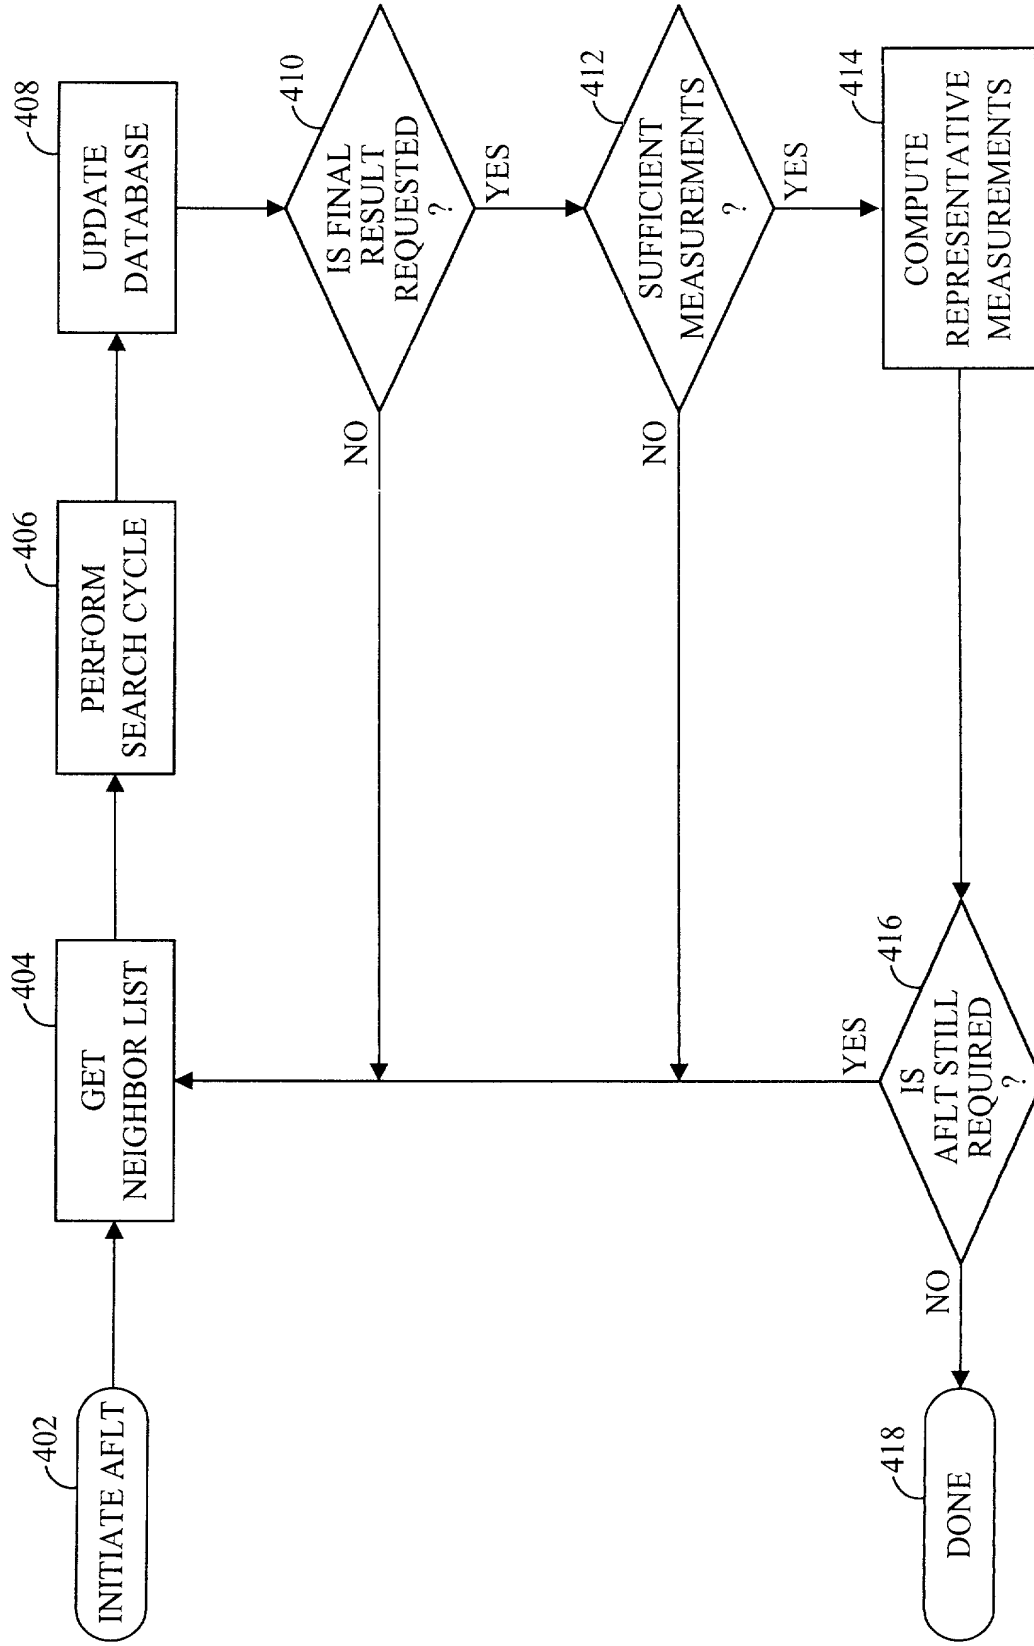 402
INITIATE AFLT
404
GET
NEIGHBOR LIST
406
PERFORM
SEARCH CYCLE
408
UPDATE
DATABASE
410
IS FINAL
RESULT
REQUESTED
?
NO
YES
412
SUFFICIENT
MEASUREMENTS
?
NO
YES
414
COMPUTE
REPRESENTATIVE
MEASUREMENTS
416
IS
AFLT STILL
REQUIRED
?
YES
NO
418
DONE